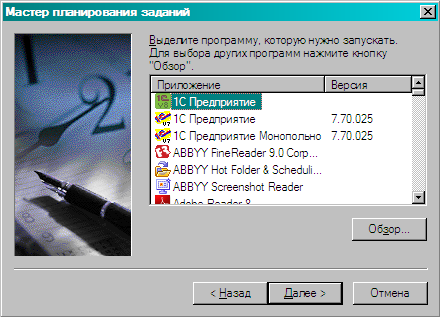 Мастер планирования заданий
Выделите программу, которую нужно запускать.
Для выбора других программ нажмите кнопку
"Обзор".
Приложение Версия
1С Предприятие
1С Предприятие 7.70.025
1С Предприятие Монопольно 7.70.025
ABBYY FineReader 9.0 Corp...
ABBYY Hot Folder & Scheduli...
ABBYY Screenshot Reader
Adobe Reader 8
Обзор...
< Назад Далее > Отмена